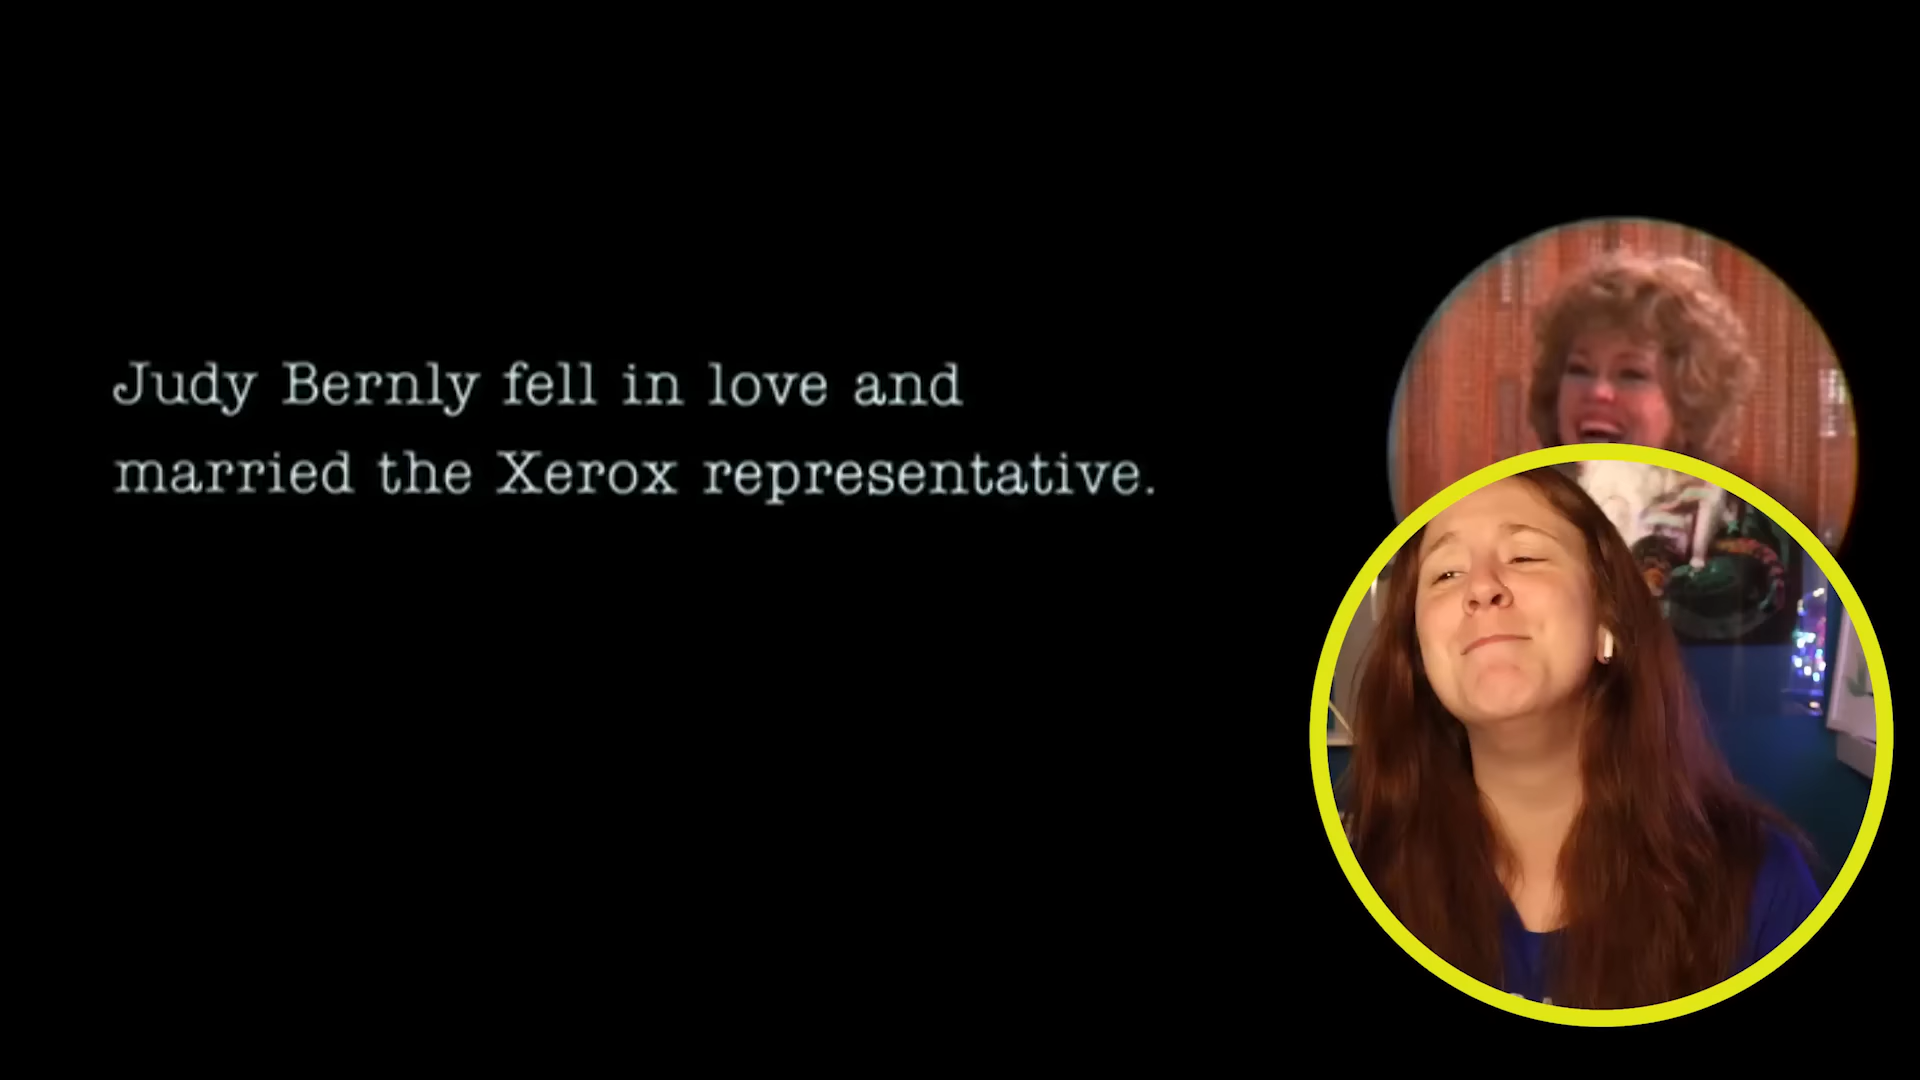 Judy Bernly fell in love and
married the Xerox representative.